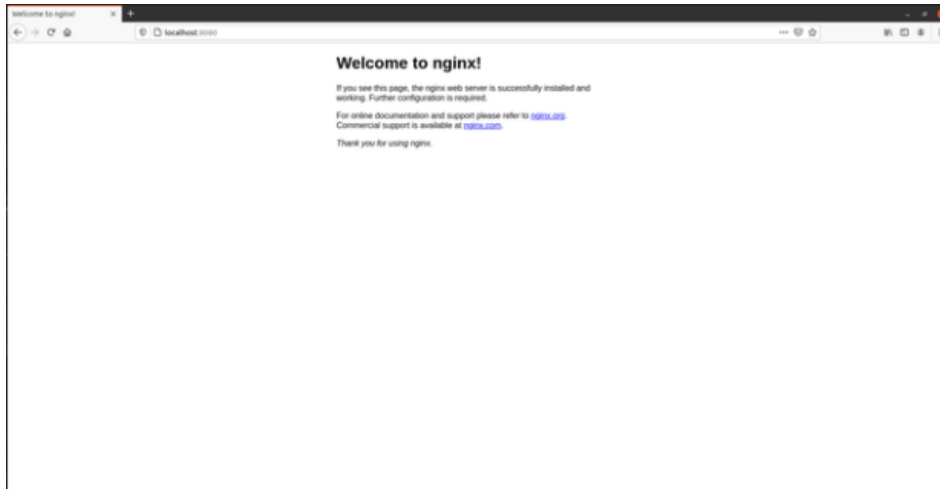 Welcome to nginx!
localhost:8080
Welcome to nginx!
If you see this page, the nginx web server is successfully installed and
working. Further configuration is required.
For online documentation and support please refer to nginx.org.
Commercial support is available at nginx.com.
Thank you for using nginx.